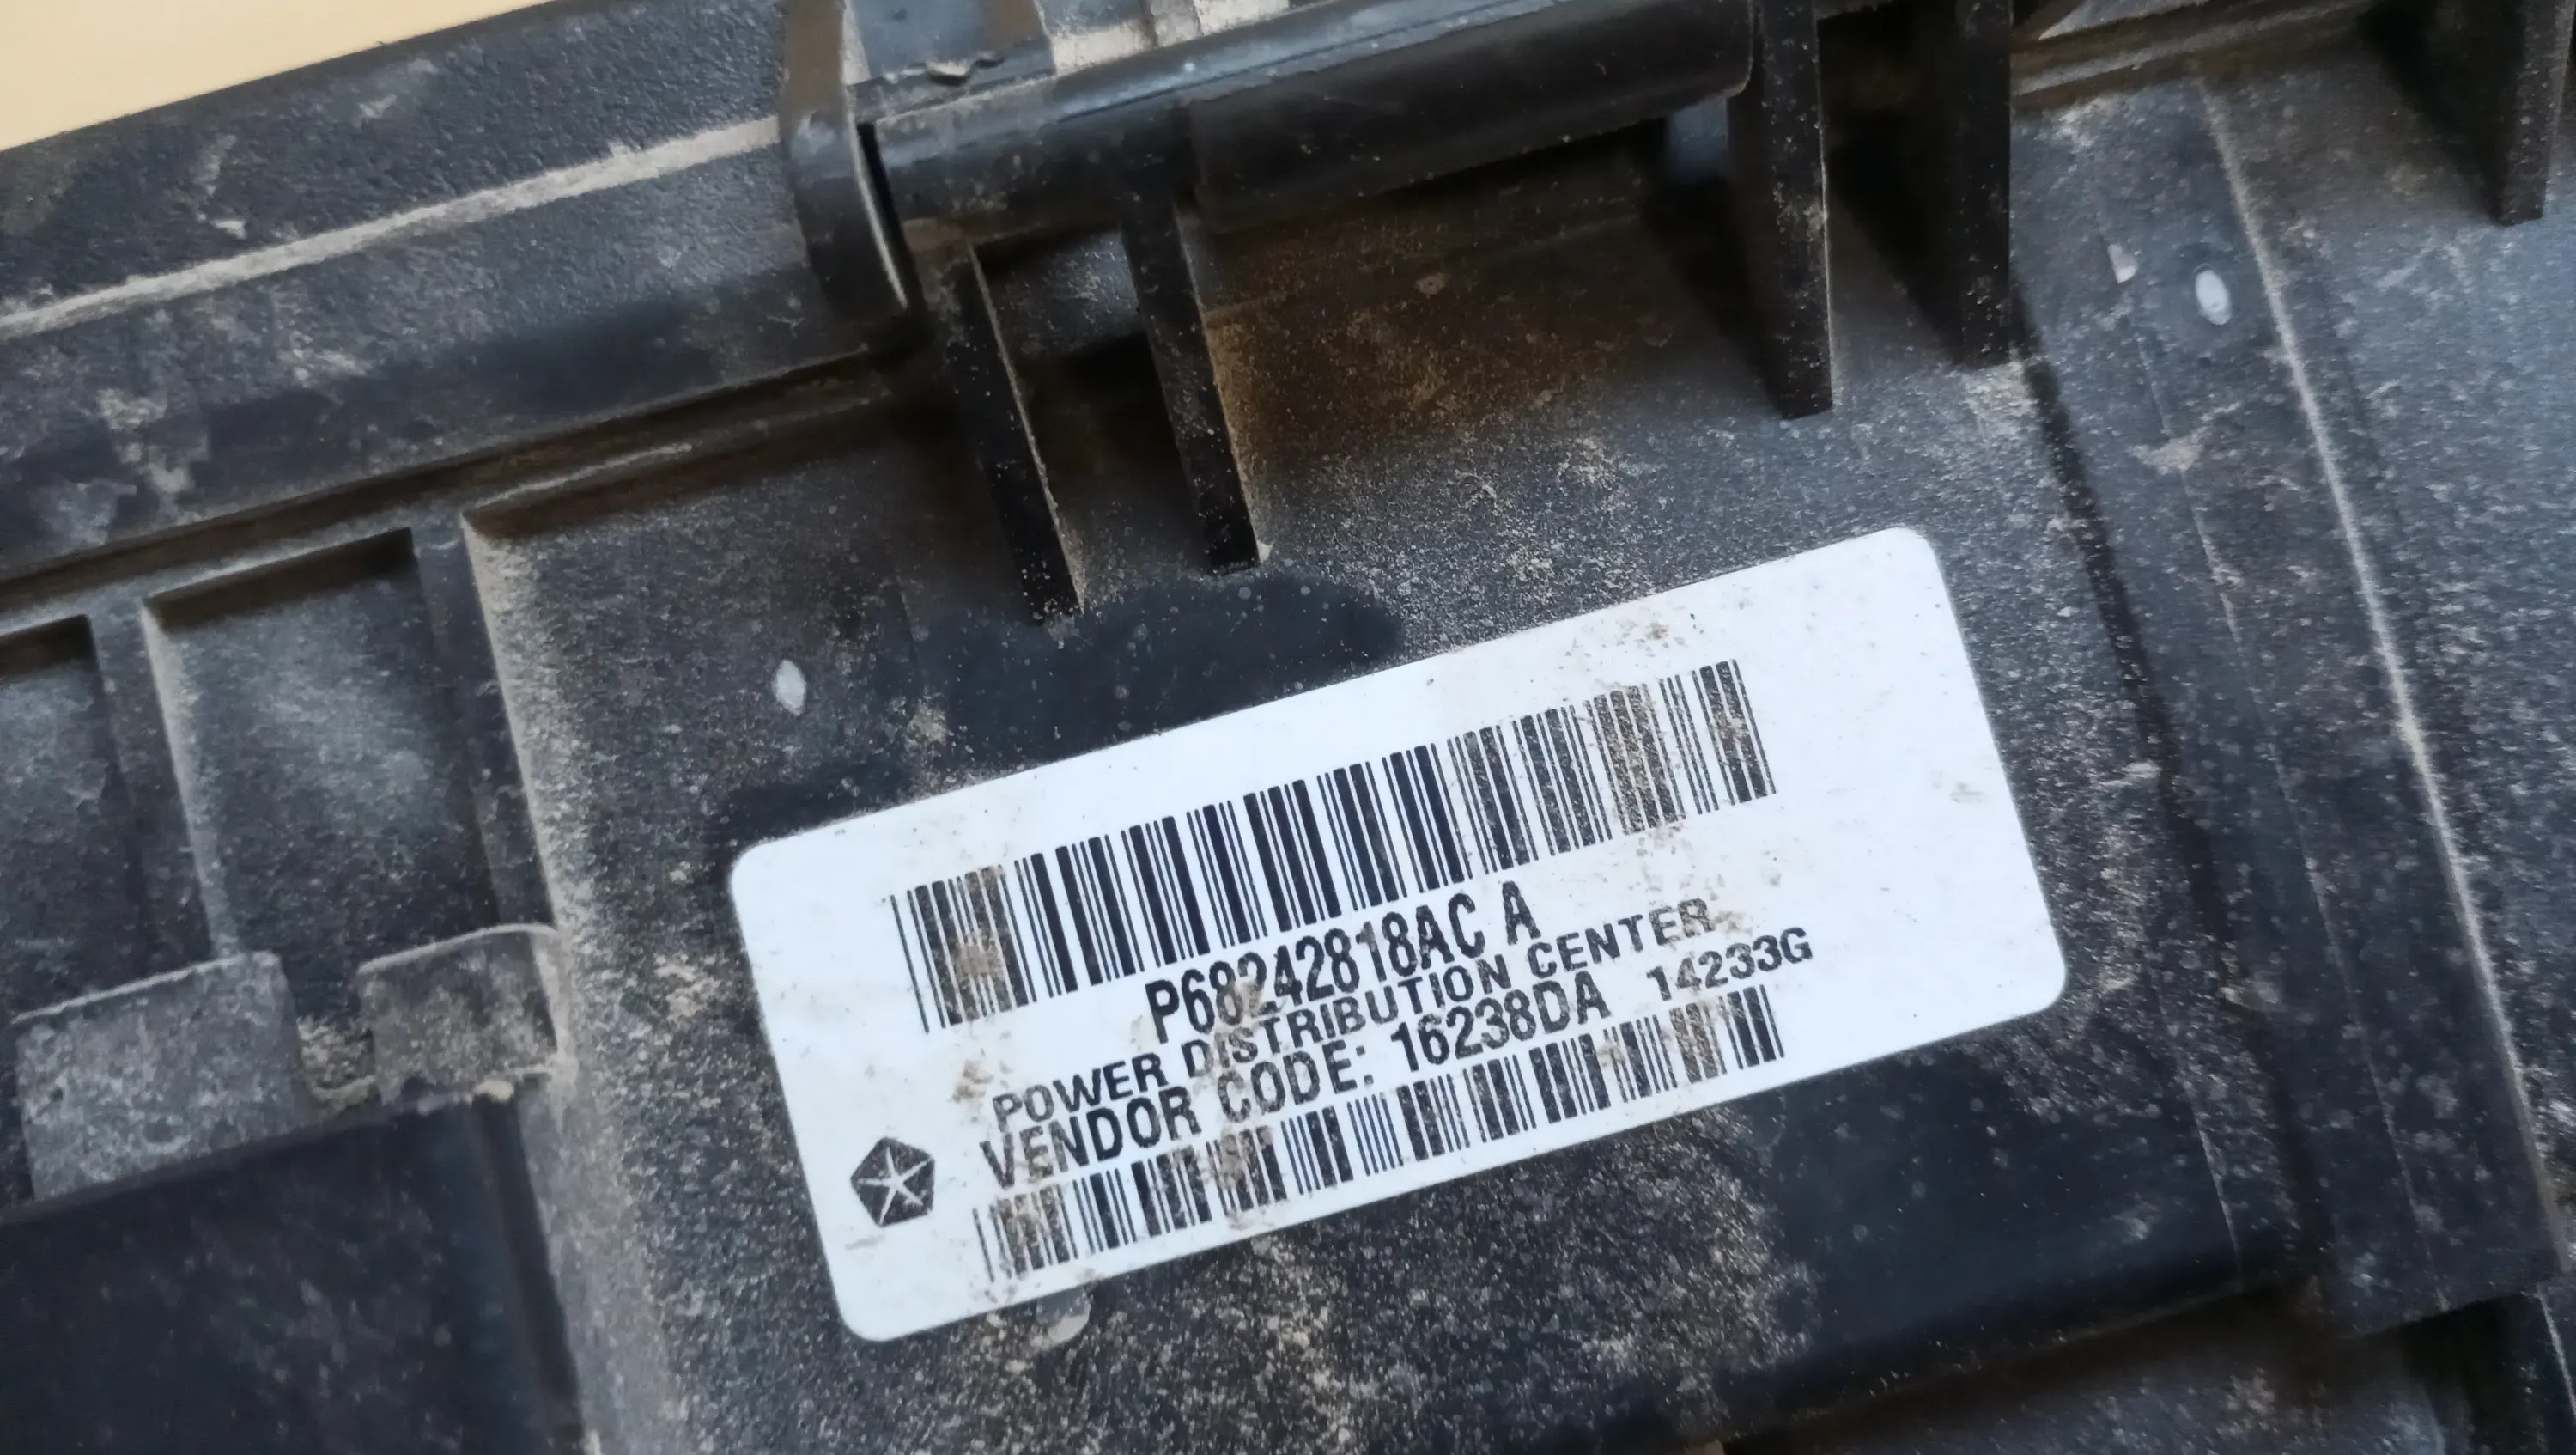 P68242818AC A
POWER DISTRIBUTION CENTER
VENDOR CODE: 16238DA 14233G